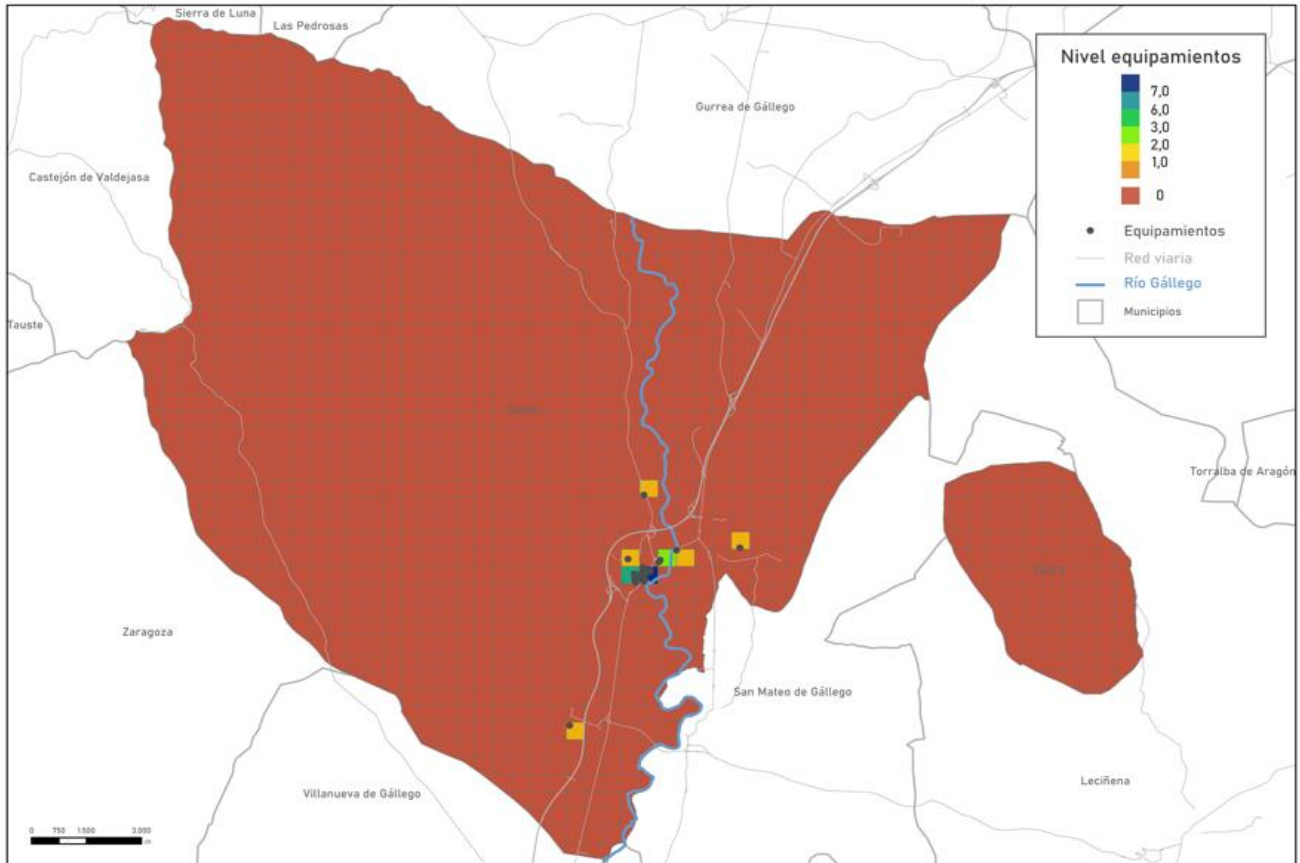 Sierra de Luna
Las Pedrosas
Nivel equipamientos
7,0
6,0
3,0
2,0
1,0
0
Equipamientos
Red viaria
Río Gállego
Municipios
Gurrea de Gállego
Castejón de Valdejasa
Tauste
Torralba de Aragón
Zaragoza
San Mateo de Gállego
Leciñena
Villanueva de Gállego
0 750 1.500 3.000
m